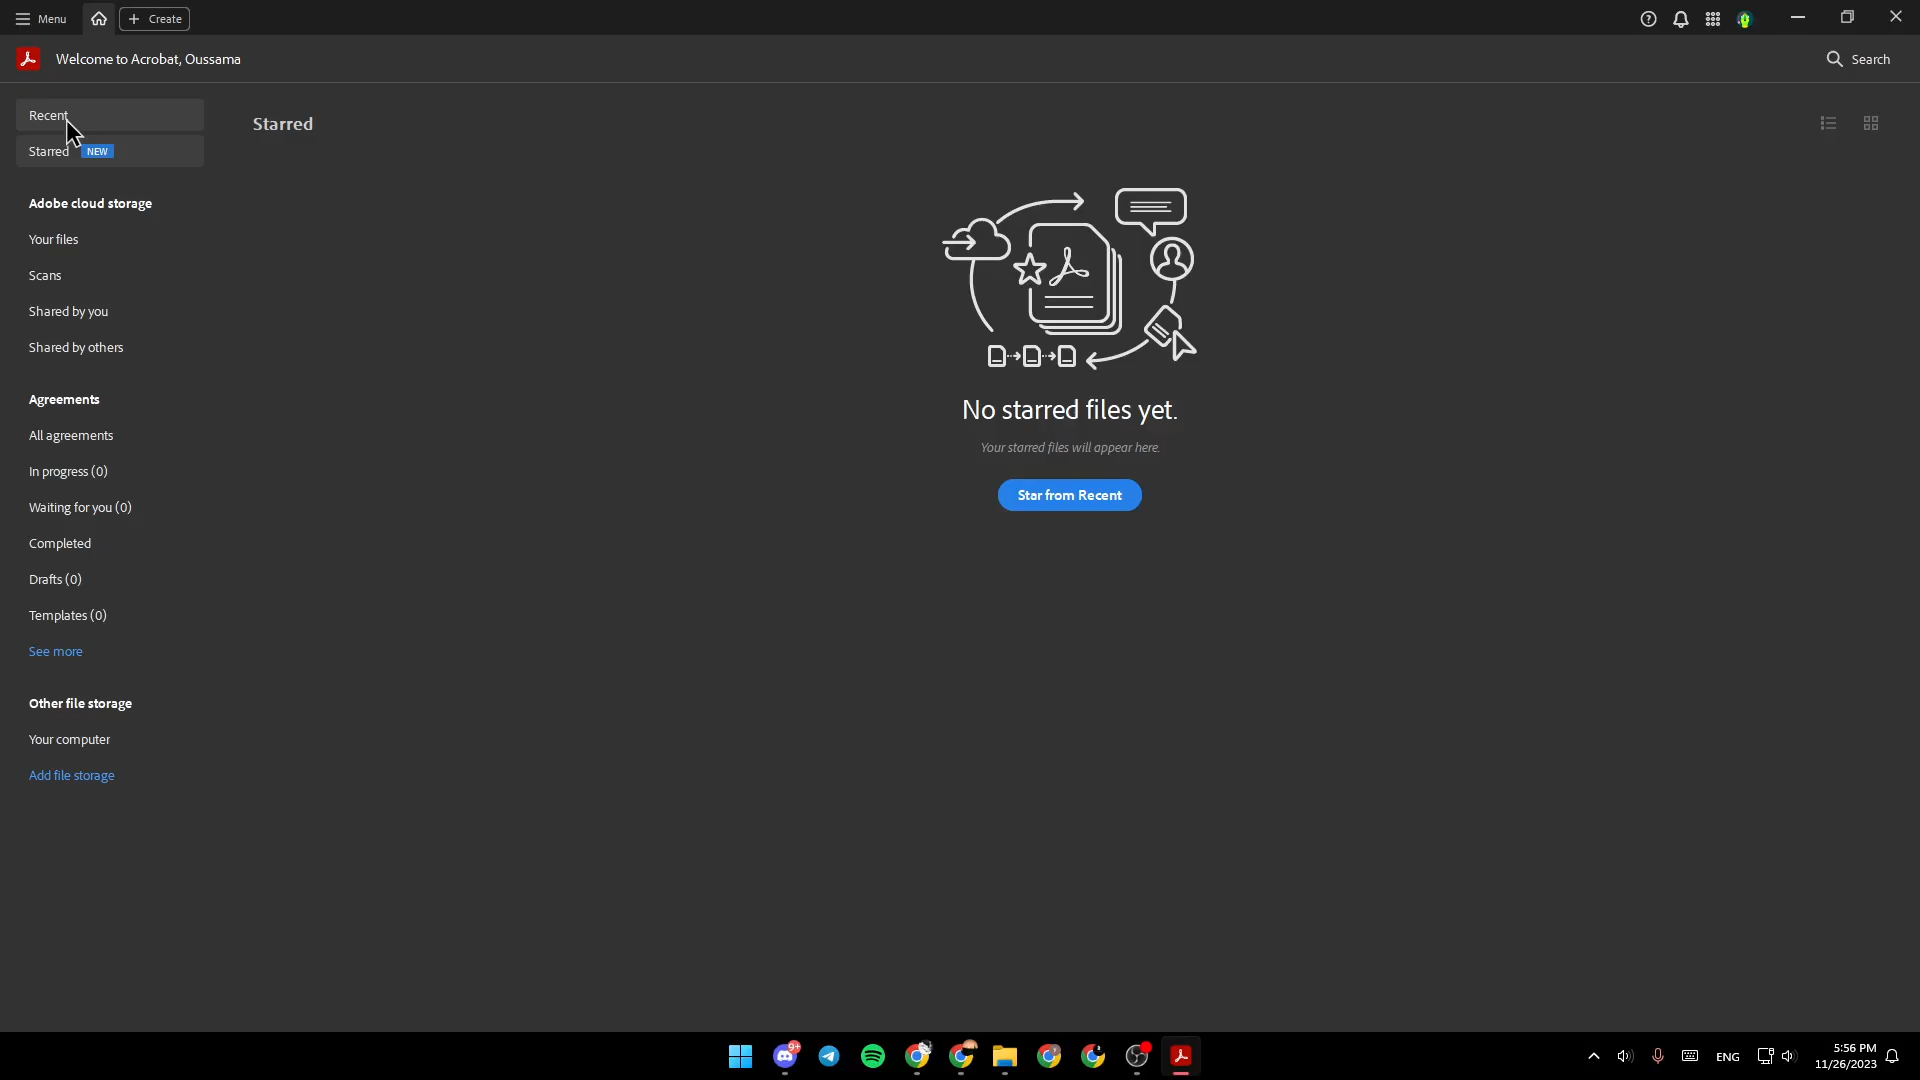 Menu
Create
Welcome to Acrobat, Oussama
Search
Recent
Starred NEW
Starred
Adobe cloud storage
Your files
Scans
Shared by you
Shared by others
Agreements
All agreements
In progress (0)
Waiting for you (0)
Completed
Drafts (0)
Templates (0)
See more
Other file storage
Your computer
Add file storage
No starred files yet.
Your starred files will appear here.
Star from Recent
9+
ENG
5:56 PM
11/26/2023